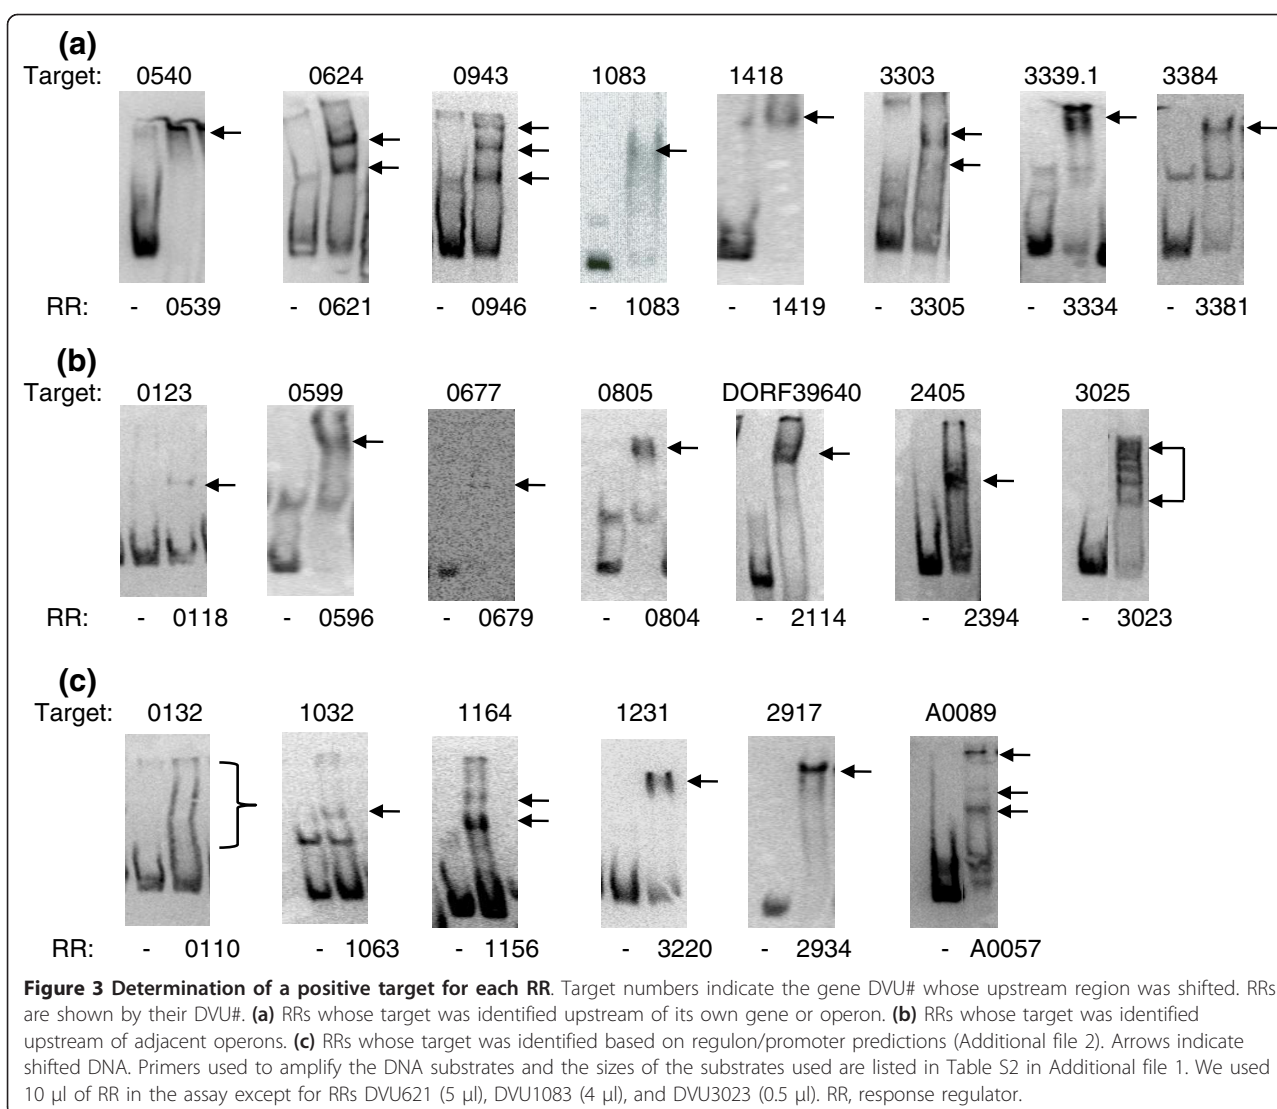 (a)
Target: 0540 0624 0943 1083 1418 3303 3339.1 3384
RR: - 0539 - 0621 - 0946 - 1083 - 1419 - 3305 - 3334 - 3381
(b)
Target: 0123 0599 0677 0805 DORF39640 2405 3025
RR: - 0118 - 0596 - 0679 - 0804 - 2114 - 2394 - 3023
(c)
Target: 0132 1032 1164 1231 2917 A0089
RR: - 0110 - 1063 - 1156 - 3220 - 2934 - A0057
Figure 3 Determination of a positive target for each RR. Target numbers indicate the gene DVU# whose upstream region was shifted. RRs
are shown by their DVU#. (a) RRs whose target was identified upstream of its own gene or operon. (b) RRs whose target was identified
upstream of adjacent operons. (c) RRs whose target was identified based on regulon/promoter predictions (Additional file 2). Arrows indicate
shifted DNA. Primers used to amplify the DNA substrates and the sizes of the substrates used are listed in Table S2 in Additional file 1. We used
10 μl of RR in the assay except for RRs DVU621 (5 μl), DVU1083 (4 μl), and DVU3023 (0.5 μl). RR, response regulator.